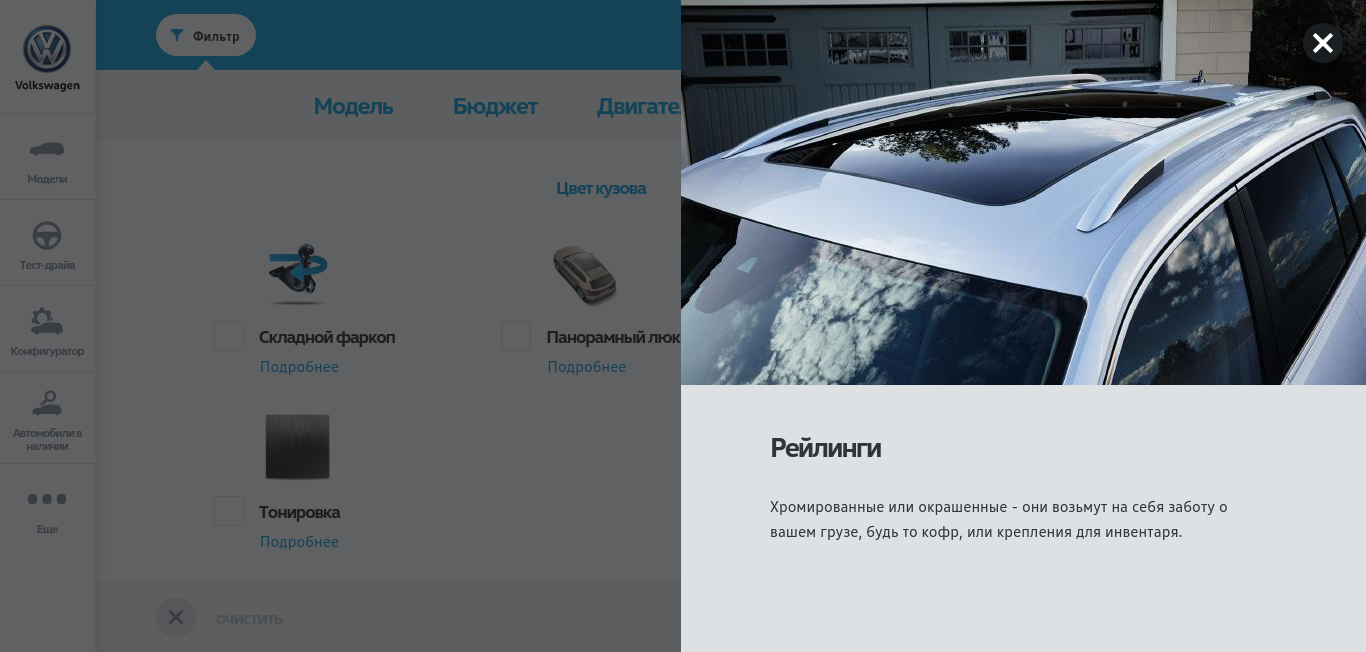 Фильтр
Volkswagen
Модели
Тест-драйв
Конфигуратор
Автомобили в
наличии
Еще
Модель Бюджет Двигате
Цвет кузова
Складной фаркоп
Подробнее
Панорамный люк
Подробнее
Тонировка
Подробнее
ОЧИСТИТЬ
Рейлинги
Хромированные или окрашенные - они возьмут на себя заботу о
вашем грузе, будь то кофр, или крепления для инвентаря.